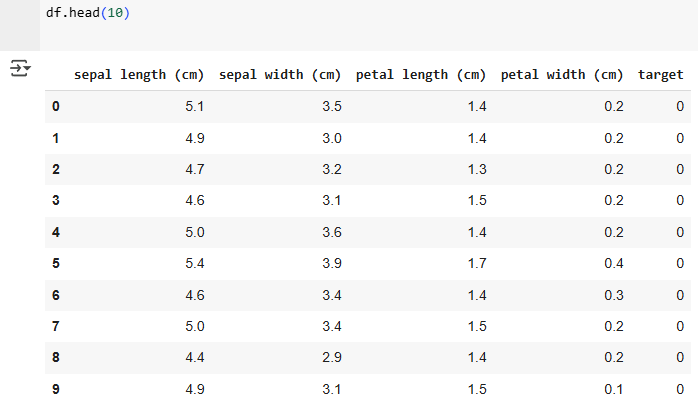 df.head(10)
sepal length (cm) sepal width (cm) petal length (cm) petal width (cm) target
0 5.1 3.5 1.4 0.2 0
1 4.9 3.0 1.4 0.2 0
2 4.7 3.2 1.3 0.2 0
3 4.6 3.1 1.5 0.2 0
4 5.0 3.6 1.4 0.2 0
5 5.4 3.9 1.7 0.4 0
6 4.6 3.4 1.4 0.3 0
7 5.0 3.4 1.5 0.2 0
8 4.4 2.9 1.4 0.2 0
9 4.9 3.1 1.5 0.1 0